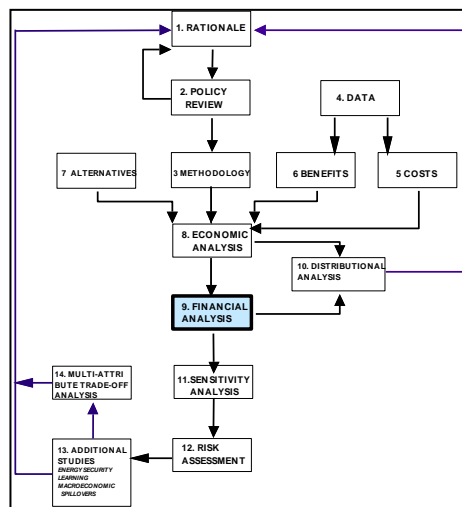 1. RATIONALE
2. POLICY
REVIEW
4. DATA
7 ALTERNATIVES
3 METHODOLOGY
6 BENEFITS
5 COSTS
8. ECONOMIC
ANALYSIS
10. DISTRIBUTIONAL
ANALYSIS
9. FINANCIAL
ANALYSIS
14. MULTI-ATTRI
BUTE TRADE-OFF
ANALYSIS
11.SENSITIVITY
ANALYSIS
13. ADDITIONAL
STUDIES
ENERGY SECURITY
LEARNING
MACROECONOMIC
SPILLOVERS
12. RISK
ASSESSMENT